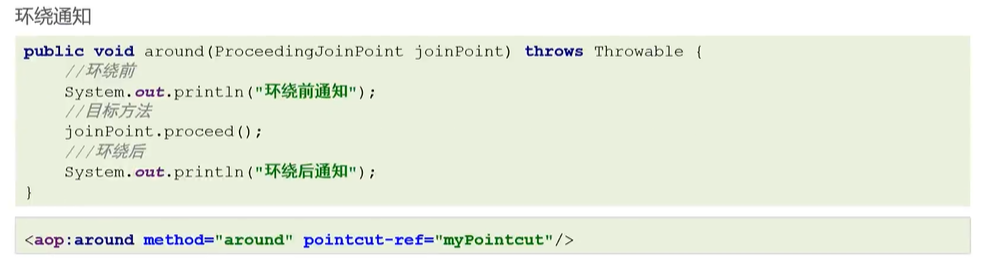 环绕通知
public void around(ProceedingJoinPoint joinPoint) throws Throwable {
    //环绕前
    System.out.println("环绕前通知");
    //目标方法
    joinPoint.proceed();
    ///环绕后
    System.out.println("环绕后通知");
}
<aop:around method="around" pointcut-ref="myPointcut"/>